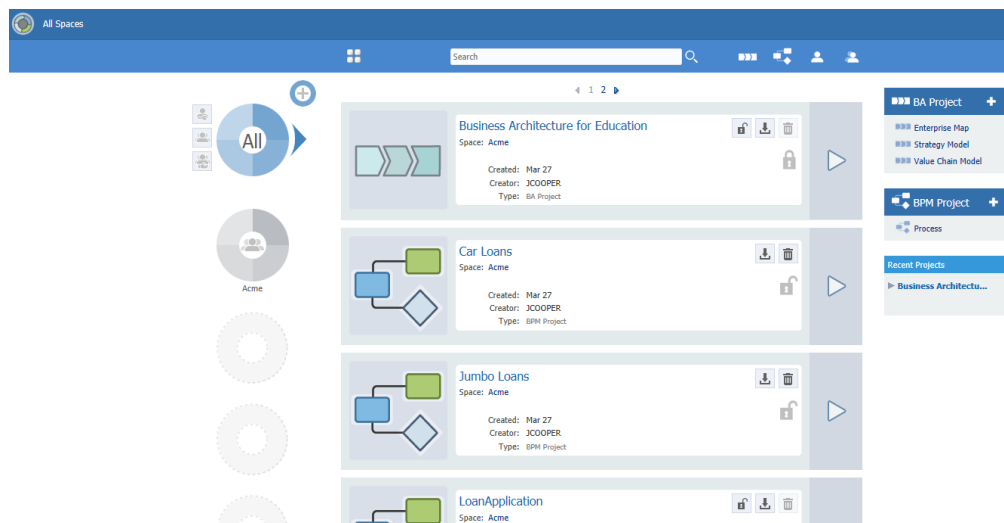 All Spaces
Search
1 2
All
Acme
Business Architecture for Education
Space: Acme
Created: Mar 27
Creator: JCOOPER
Type: BA Project
Car Loans
Space: Acme
Created: Mar 27
Creator: JCOOPER
Type: BPM Project
Jumbo Loans
Space: Acme
Created: Mar 27
Creator: JCOOPER
Type: BPM Project
LoanApplication
Space: Acme
BA Project +
Enterprise Map
Strategy Model
Value Chain Model
BPM Project +
Process
Recent Projects
Business Architectu...